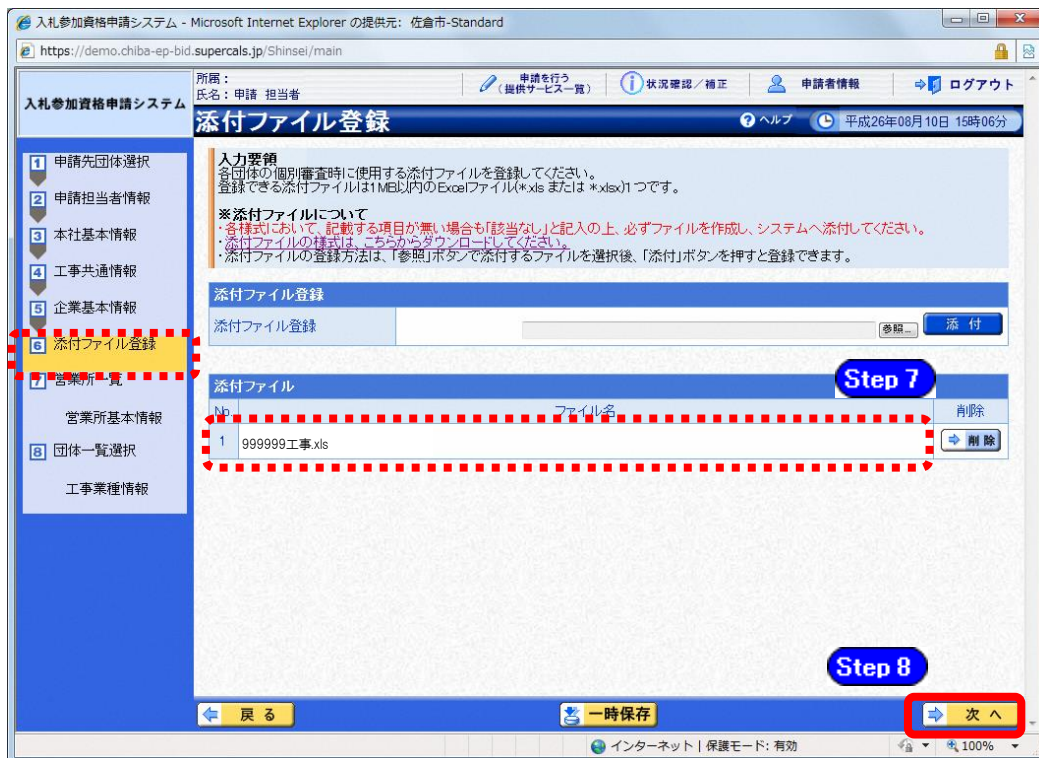 入札参加資格申請システム - Microsoft Internet Explorer の提供元: 佐倉市-Standard
https://demo.chiba-ep-bid.supercals.jp/Shinsei/main
入札参加資格申請システム
所属：
氏名：申請 担当者
申請を行う
（提供サービス一覧）
状況確認／補正
申請者情報
ログアウト
添付ファイル登録
ヘルプ
平成26年08月10日 15時06分
1 申請先団体選択
2 申請担当者情報
3 本社基本情報
4 工事共通情報
5 企業基本情報
6 添付ファイル登録
7 営業所一覧
営業所基本情報
8 団体一覧選択
工事業種情報
入力要領
各団体の個別審査時に使用する添付ファイルを登録してください。
登録できる添付ファイルは1MB以内のExcelファイル(*.xls または *.xlsx)1つです。
※添付ファイルについて
・各様式において、記載する項目が無い場合も「該当なし」と記入の上、必ずファイルを作成し、システムへ添付してください。
・添付ファイルの様式は、こちらからダウンロードしてください。
・添付ファイルの登録方法は、「参照」ボタンで添付するファイルを選択後、「添付」ボタンを押すと登録できます。
添付ファイル登録
添付ファイル登録
参照...
添 付
Step 7
添付ファイル
No. ファイル名 削除
1 999999工事.xls 削除
Step 8
戻 る
一時保存
次 へ
インターネット | 保護モード: 有効
100%